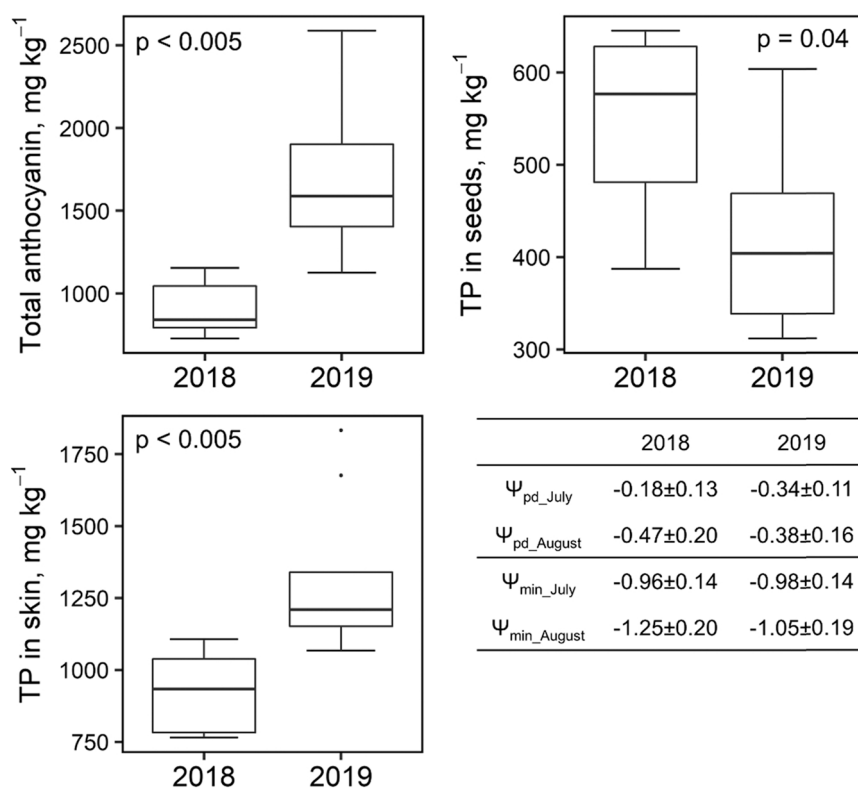 Total anthocyanin, mg kg⁻¹
p < 0.005
2500
2000
1500
1000
2018 2019
TP in seeds, mg kg⁻¹
p = 0.04
600
500
400
300
2018 2019
TP in skin, mg kg⁻¹
p < 0.005
1750
1500
1250
1000
750
2018 2019
2018 2019
Ψpd_July -0.18±0.13 -0.34±0.11
Ψpd_August -0.47±0.20 -0.38±0.16
Ψmin_July -0.96±0.14 -0.98±0.14
Ψmin_August -1.25±0.20 -1.05±0.19